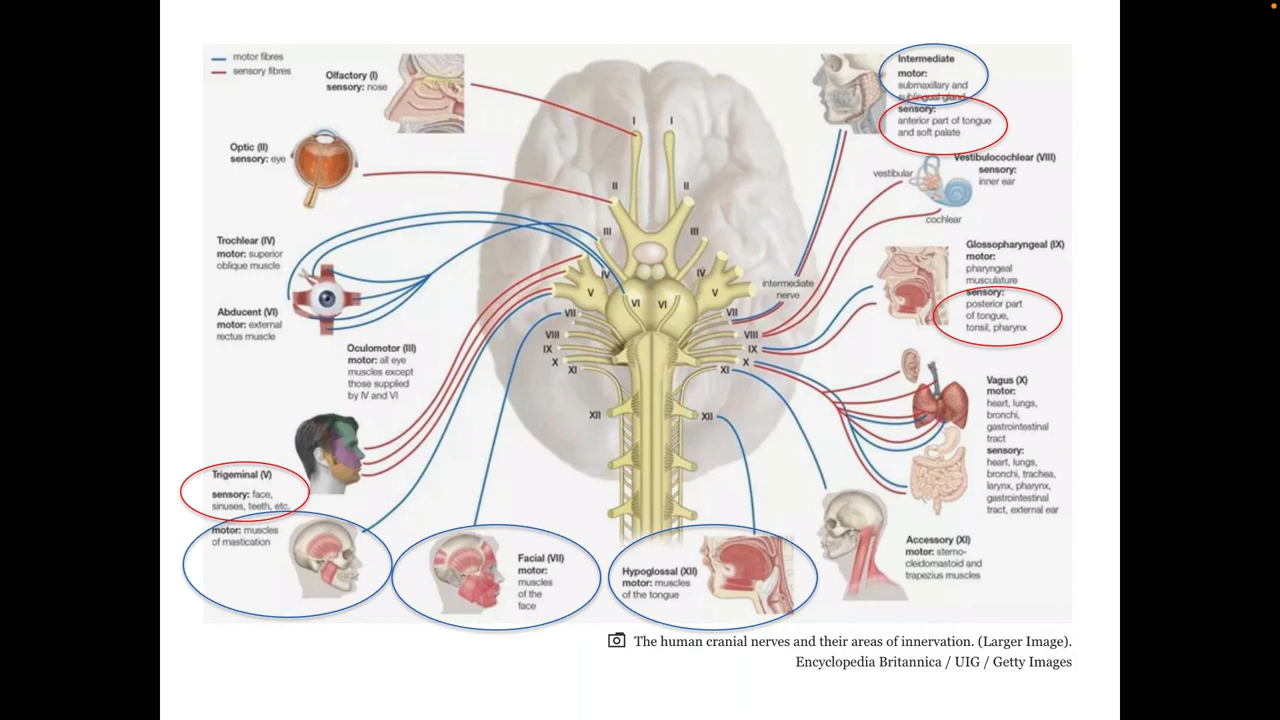 motor fibres
sensory fibres
Olfactory (I)
sensory: nose
Optic (II)
sensory: eye
Trochlear (IV)
motor: superior
oblique muscle
Abducent (VI)
motor: external
rectus muscle
Oculomotor (III)
motor: all eye
muscles except
those supplied
by IV and VI
Trigeminal (V)
sensory: face,
sinuses, teeth, etc.
motor: muscles
of mastication
Facial (VII)
motor:
muscles
of the
face
Hypoglossal (XII)
motor: muscles
of the tongue
I
I
II
II
III
III
IV
IV
V
V
VI
VI
VII
VII
VIII
VIII
IX
IX
X
X
XI
XI
XII
XII
intermediate
nerve
Intermediate
motor:
submaxillary and
sublingual gland
sensory:
anterior part of tongue
and soft palate
Vestibulocochlear (VIII)
sensory:
inner ear
vestibular
cochlear
Glossopharyngeal (IX)
motor:
pharyngeal
musculature
sensory:
posterior part
of tongue,
tonsil, pharynx
Vagus (X)
motor:
heart, lungs,
bronchi,
gastrointestinal
tract
sensory:
heart, lungs,
bronchi, trachea,
larynx, pharynx,
gastrointestinal
tract, external ear
Accessory (XI)
motor: sterno-
cleidomastoid and
trapezius muscles
The human cranial nerves and their areas of innervation. (Larger Image).
Encyclopedia Britannica / UIG / Getty Images